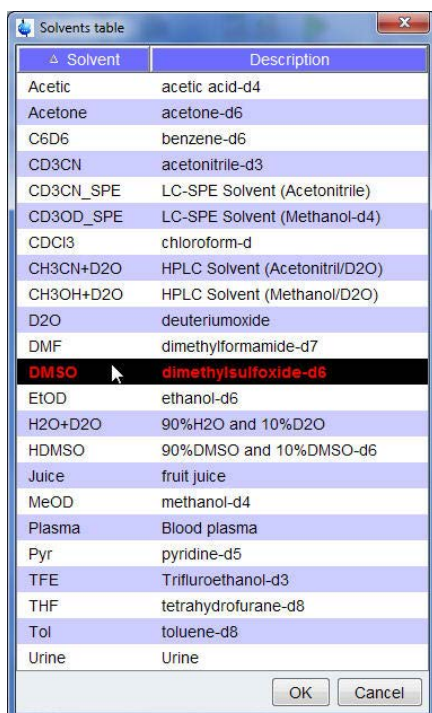 Solvents table
Solvent Description
Acetic acetic acid-d4
Acetone acetone-d6
C6D6 benzene-d6
CD3CN acetonitrile-d3
CD3CN_SPE LC-SPE Solvent (Acetonitrile)
CD3OD_SPE LC-SPE Solvent (Methanol-d4)
CDCl3 chloroform-d
CH3CN+D2O HPLC Solvent (Acetonitril/D2O)
CH3OH+D2O HPLC Solvent (Methanol/D2O)
D2O deuteriumoxide
DMF dimethylformamide-d7
DMSO dimethylsulfoxide-d6
EtOD ethanol-d6
H2O+D2O 90%H2O and 10%D2O
HDMSO 90%DMSO and 10%DMSO-d6
Juice fruit juice
MeOD methanol-d4
Plasma Blood plasma
Pyr pyridine-d5
TFE Trifluroethanol-d3
THF tetrahydrofurane-d8
Tol toluene-d8
Urine Urine
OK Cancel